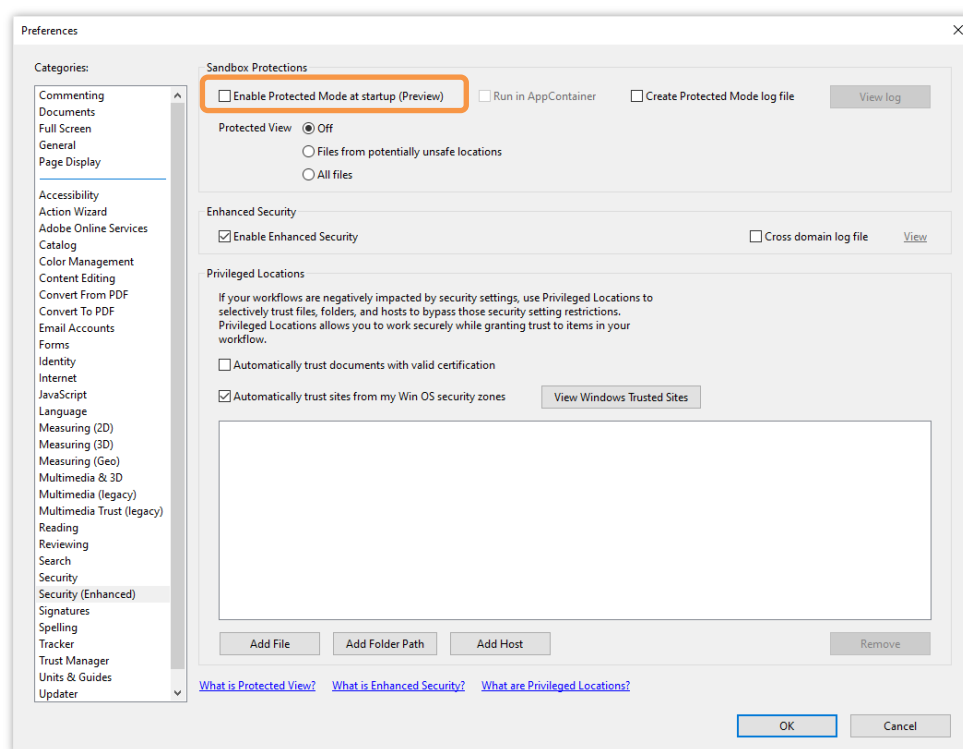 Preferences
Categories:
Commenting
Documents
Full Screen
General
Page Display
Accessibility
Action Wizard
Adobe Online Services
Catalog
Color Management
Content Editing
Convert From PDF
Convert To PDF
Email Accounts
Forms
Identity
Internet
JavaScript
Language
Measuring (2D)
Measuring (3D)
Measuring (Geo)
Multimedia & 3D
Multimedia (legacy)
Multimedia Trust (legacy)
Reading
Reviewing
Search
Security
Security (Enhanced)
Signatures
Spelling
Tracker
Trust Manager
Units & Guides
Updater
Sandbox Protections
Enable Protected Mode at startup (Preview)
Run in AppContainer
Create Protected Mode log file
View log
Protected View
Off
Files from potentially unsafe locations
All files
Enhanced Security
Enable Enhanced Security
Cross domain log file
View
Privileged Locations
If your workflows are negatively impacted by security settings, use Privileged Locations to
selectively trust files, folders, and hosts to bypass those security setting restrictions.
Privileged Locations allows you to work securely while granting trust to items in your
workflow.
Automatically trust documents with valid certification
Automatically trust sites from my Win OS security zones
View Windows Trusted Sites
Add File
Add Folder Path
Add Host
Remove
What is Protected View?
What is Enhanced Security?
What are Privileged Locations?
OK
Cancel